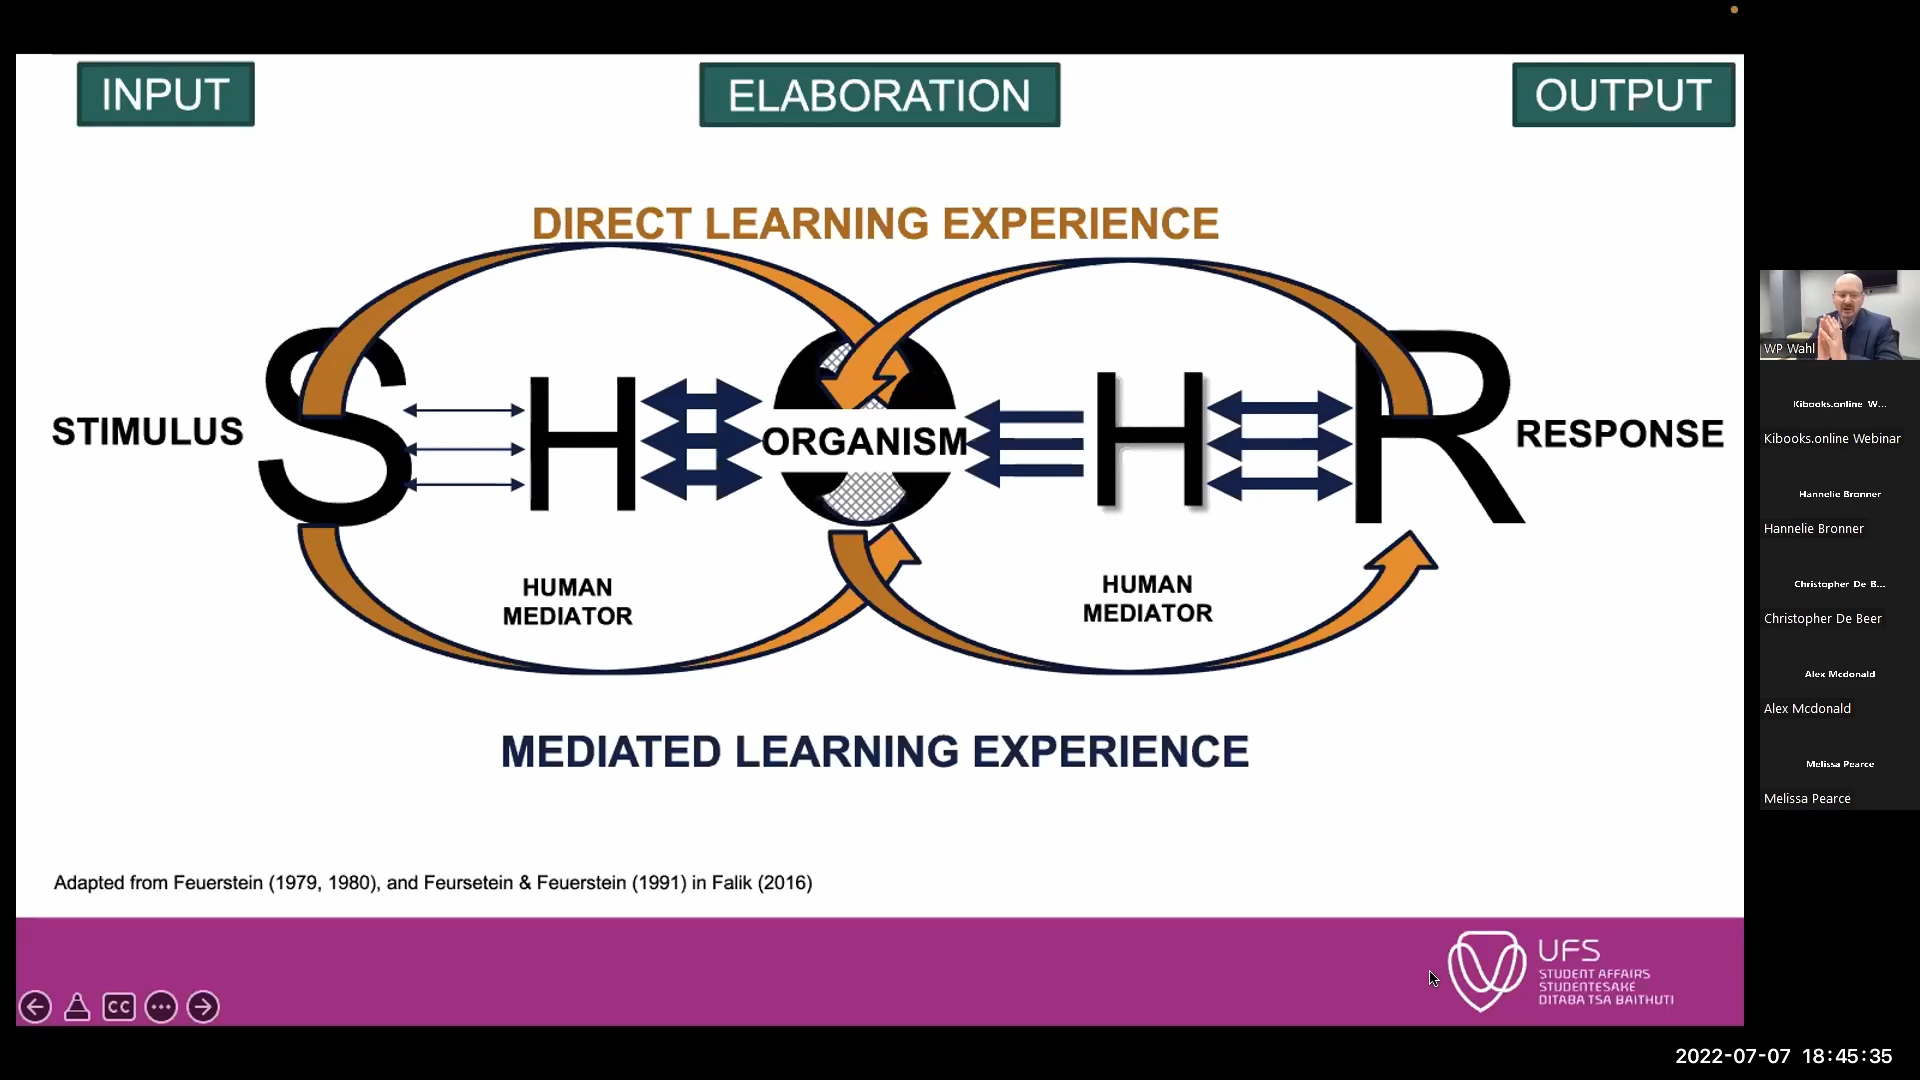 INPUT
ELABORATION
OUTPUT
DIRECT LEARNING EXPERIENCE
STIMULUS
S
H
ORGANISM
H
R
RESPONSE
HUMAN
MEDIATOR
HUMAN
MEDIATOR
MEDIATED LEARNING EXPERIENCE
Adapted from Feuerstein (1979, 1980), and Feursetein & Feuerstein (1991) in Falik (2016)
CC
UFS
STUDENT AFFAIRS
STUDENTESAKE
DITABA TSA BAITHUTI
WP Wahl
Kibooks.online W...
Kibooks.online Webinar
Hannelie Bronner
Hannelie Bronner
Christopher De B...
Christopher De Beer
Alex Mcdonald
Alex Mcdonald
Melissa Pearce
Melissa Pearce
2022-07-07 18:45:35